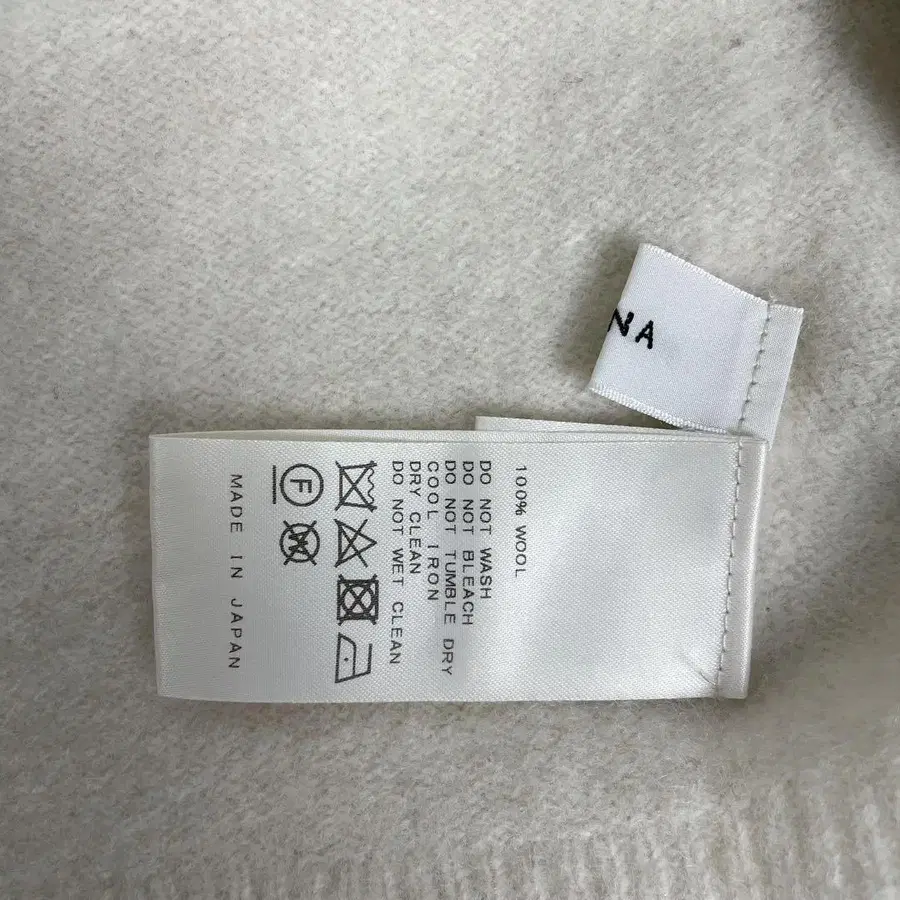 100% WOOL
DO NOT WASH
DO NOT BLEACH
DO NOT TUMBLE DRY
COOL IRON
DRY CLEAN
DO NOT WET CLEAN
F
W
MADE IN JAPAN
NA